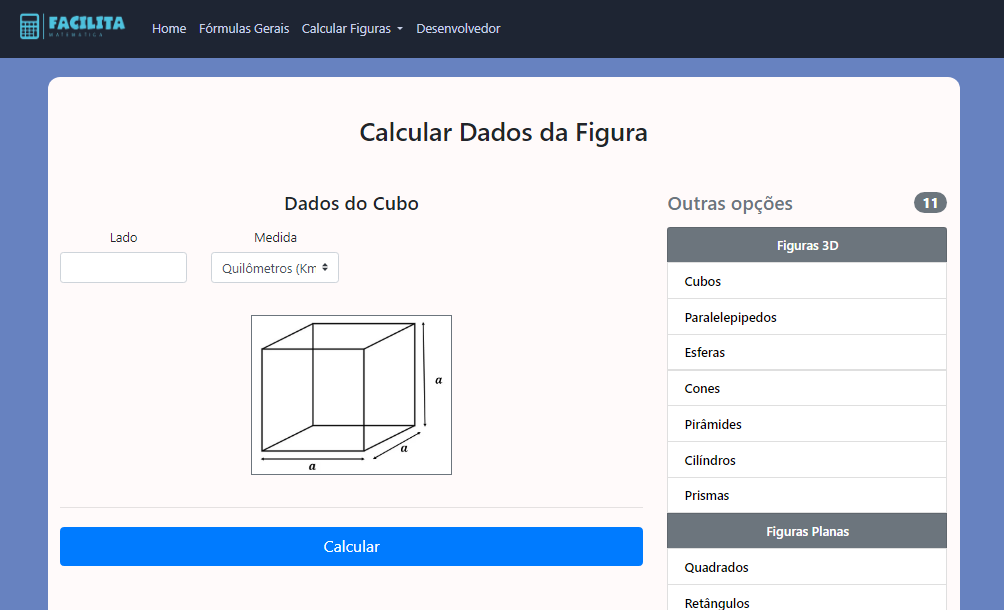 FACILITA
MATEMÁTICA
Home Fórmulas Gerais Calcular Figuras Desenvolvedor
Calcular Dados da Figura
Dados do Cubo
Lado Medida
Quilômetros (Km
a
a
a
Calcular
Outras opções 11
Figuras 3D
Cubos
Paralelepipedos
Esferas
Cones
Pirâmides
Cilíndros
Prismas
Figuras Planas
Quadrados
Retângulos